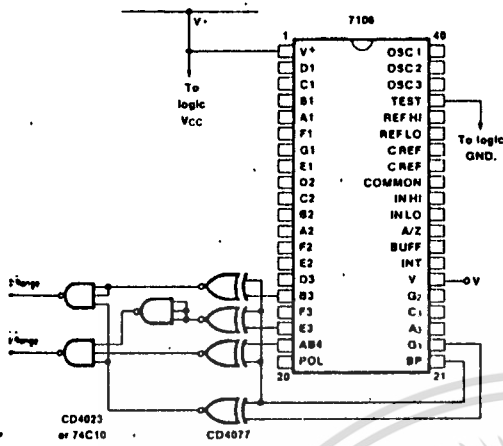 V+
1
7106
40
To
logic
VCC
V+
D1
C1
B1
A1
F1
G1
E1
D2
C2
B2
A2
F2
E2
D3
B3
F3
E3
AB4
POL
20
OSC 1
OSC 2
OSC 3
TEST
REF HI
REF LO
C REF
C REF
COMMON
IN HI
IN LO
A/Z
BUFF
INT
V
G2
C3
A3
G3
BP
21
To logic
GND.
V
Range
Range
CD4023
or 74C10
CD4077